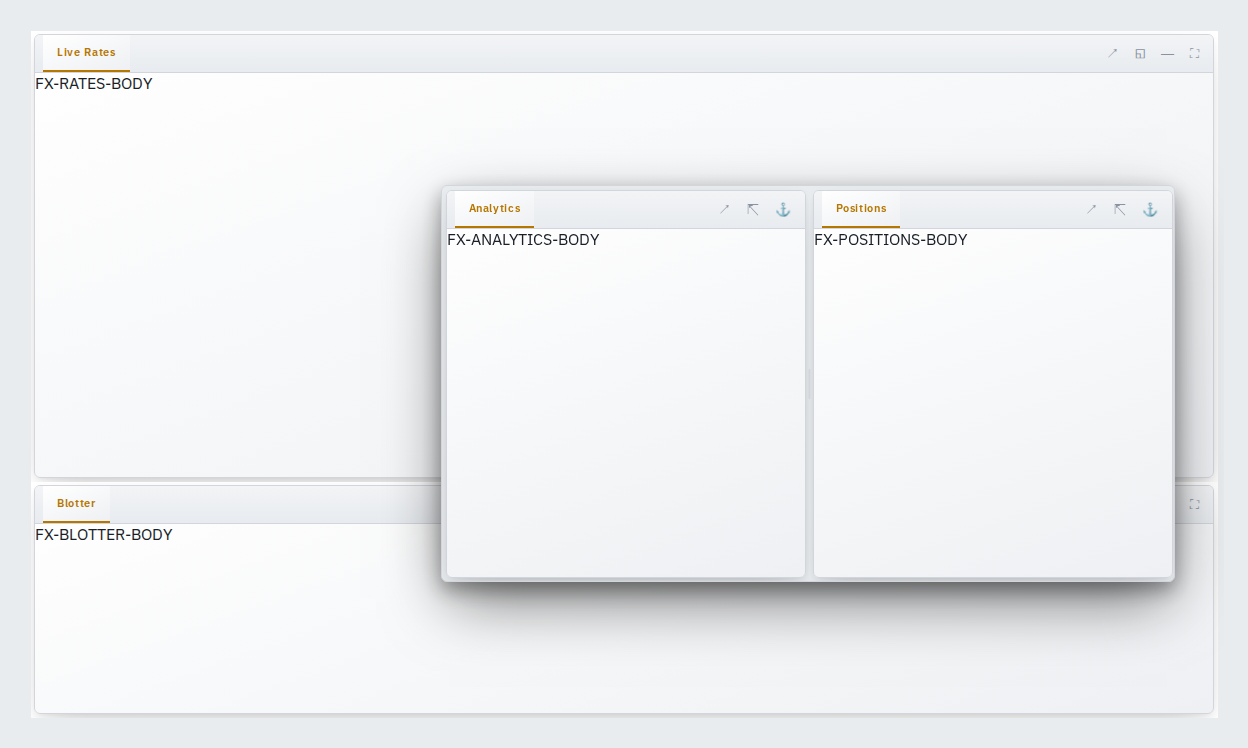 Live Rates
FX-RATES-BODY
Analytics
FX-ANALYTICS-BODY
Positions
FX-POSITIONS-BODY
Blotter
FX-BLOTTER-BODY